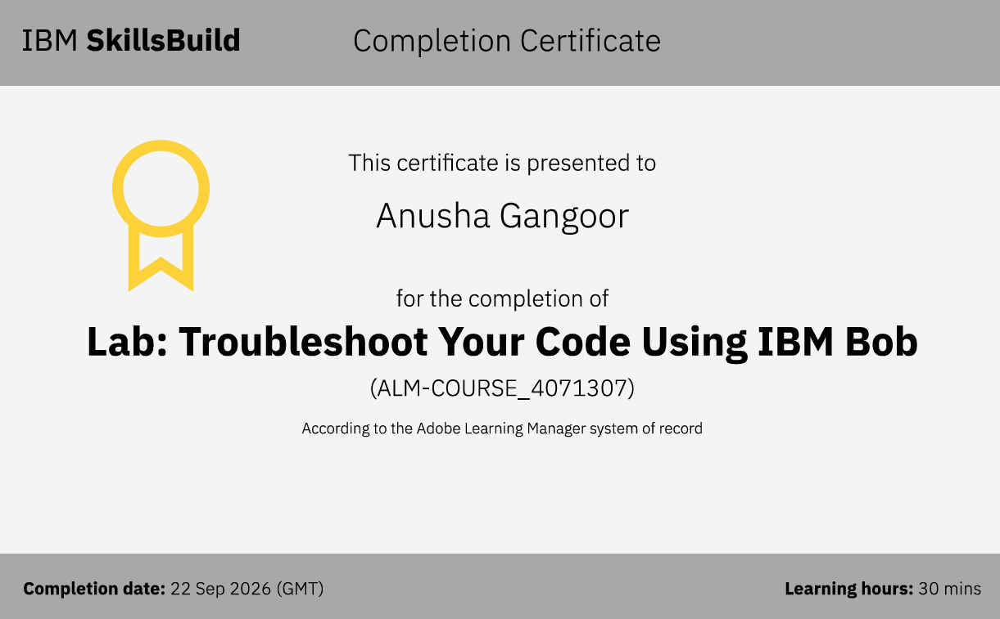 IBM SkillsBuild
Completion Certificate
This certificate is presented to
Anusha Gangoor
for the completion of
Lab: Troubleshoot Your Code Using IBM Bob
(ALM-COURSE_4071307)
According to the Adobe Learning Manager system of record
Completion date: 22 Sep 2026 (GMT)
Learning hours: 30 mins